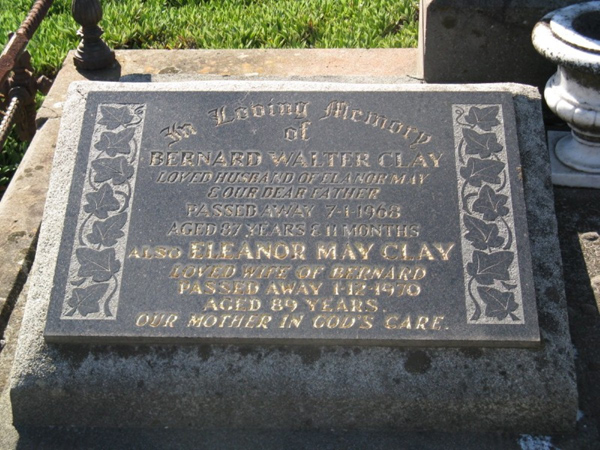 In Loving Memory
of
BERNARD WALTER CLAY
LOVED HUSBAND OF ELANOR MAY
& OUR DEAR FATHER
PASSED AWAY 7-1-1968
AGED 87 YEARS & 11 MONTHS
ALSO ELEANOR MAY CLAY
LOVED WIFE OF BERNARD
PASSED AWAY 1-12-1970
AGED 89 YEARS.
OUR MOTHER IN GOD'S CARE.